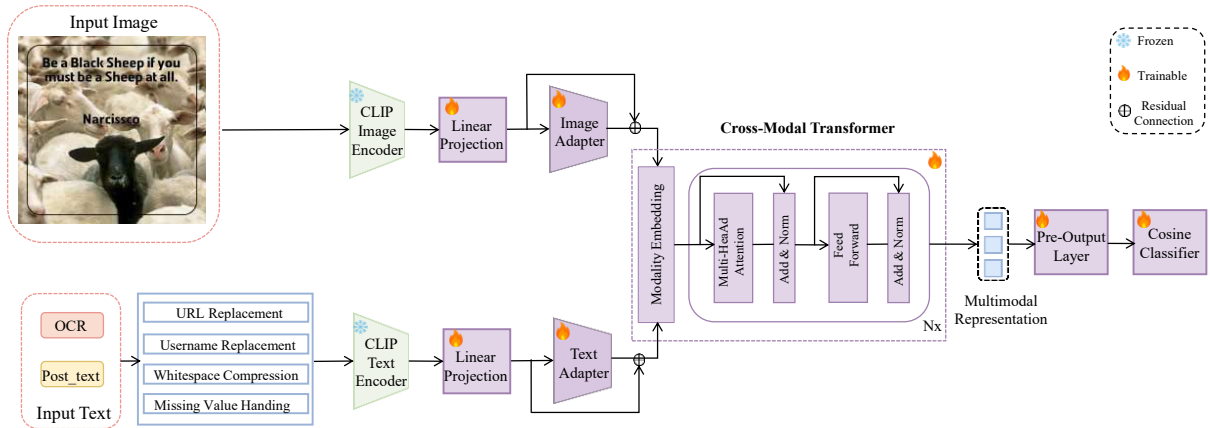 Input Image
Be a Black Sheep if you
must be a Sheep at all.
Narcissco
CLIP
Image
Encoder
Linear
Projection
Image
Adapter
Cross-Modal Transformer
Frozen
Trainable
Residual
Connection
Modality Embedding
Multi-HeaAd
Attention
Add & Norm
Feed
Forward
Add & Norm
Nx
Multimodal
Representation
Pre-Output
Layer
Cosine
Classifier
OCR
Post_text
Input Text
URL Replacement
Username Replacement
Whitespace Compression
Missing Value Handing
CLIP
Text
Encoder
Linear
Projection
Text
Adapter